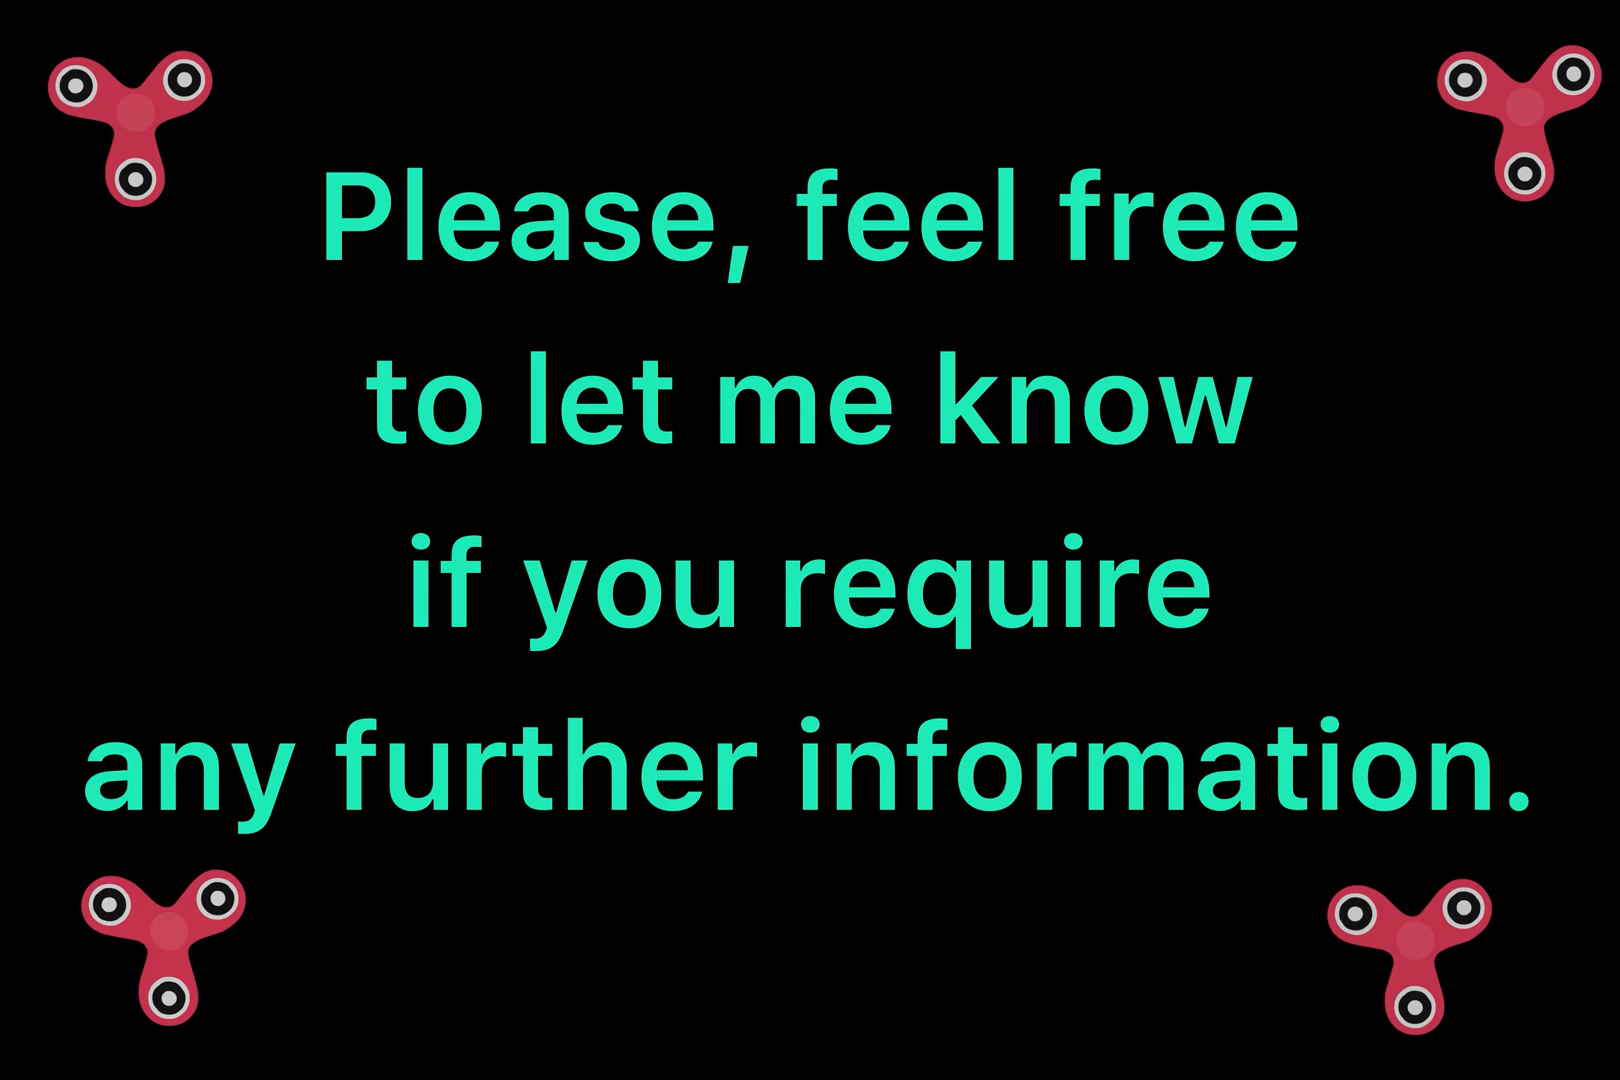 Please, feel free
to let me know
if you require
any further information.